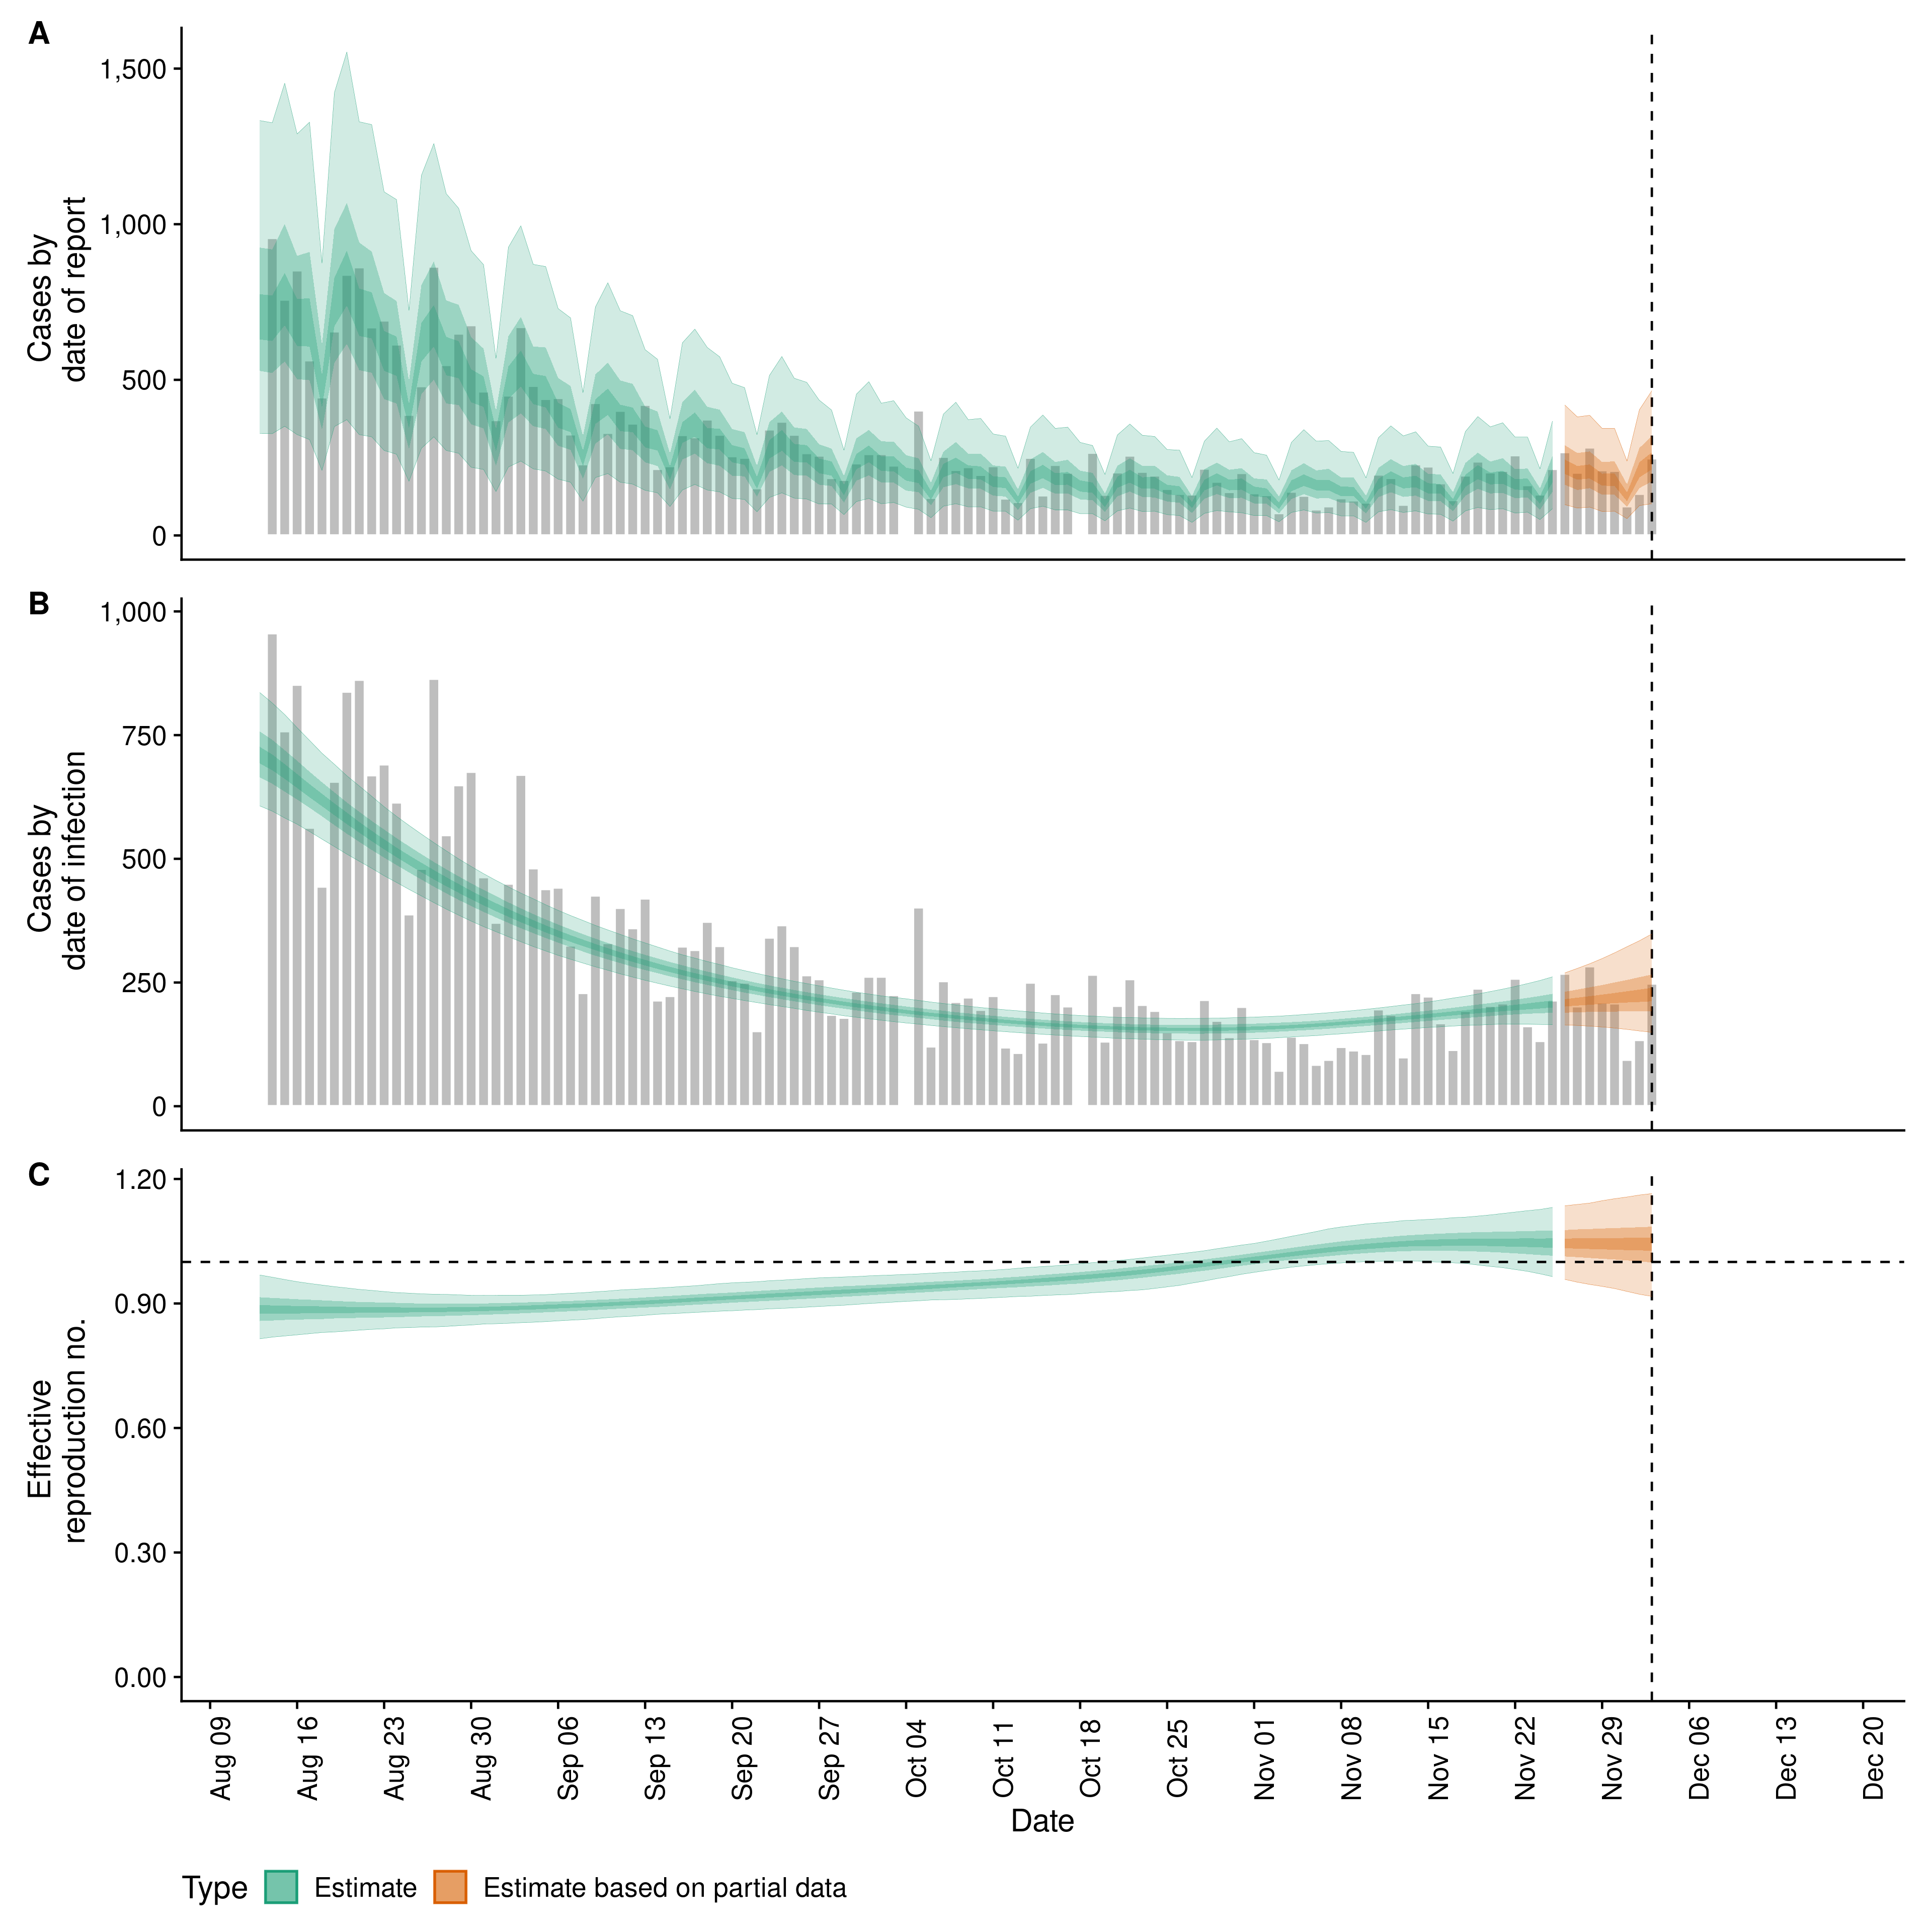 A
1,500
1,000
500
0
Cases by
date of report
B
1,000
750
500
250
0
Cases by
date of infection
C
1.20
0.90
0.60
0.30
0.00
Effective
reproduction no.
Aug 09
Aug 16
Aug 23
Aug 30
Sep 06
Sep 13
Sep 20
Sep 27
Oct 04
Oct 11
Oct 18
Oct 25
Nov 01
Nov 08
Nov 15
Nov 22
Nov 29
Dec 06
Dec 13
Dec 20
Date
Type Estimate Estimate based on partial data